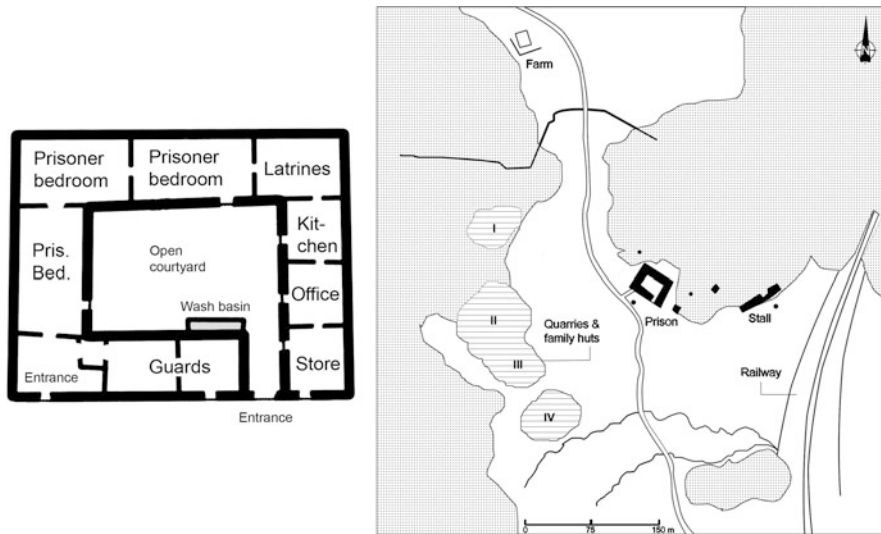 Prisoner
bedroom
Prisoner
bedroom
Latrines
Pris.
Bed.
Open
courtyard
Kit-
chen
Office
Wash basin
Entrance
Guards
Store
Entrance
N
Farm
I
II
III
IV
Quarries &
family huts
Prison
Stall
Railway
0 75 150 m